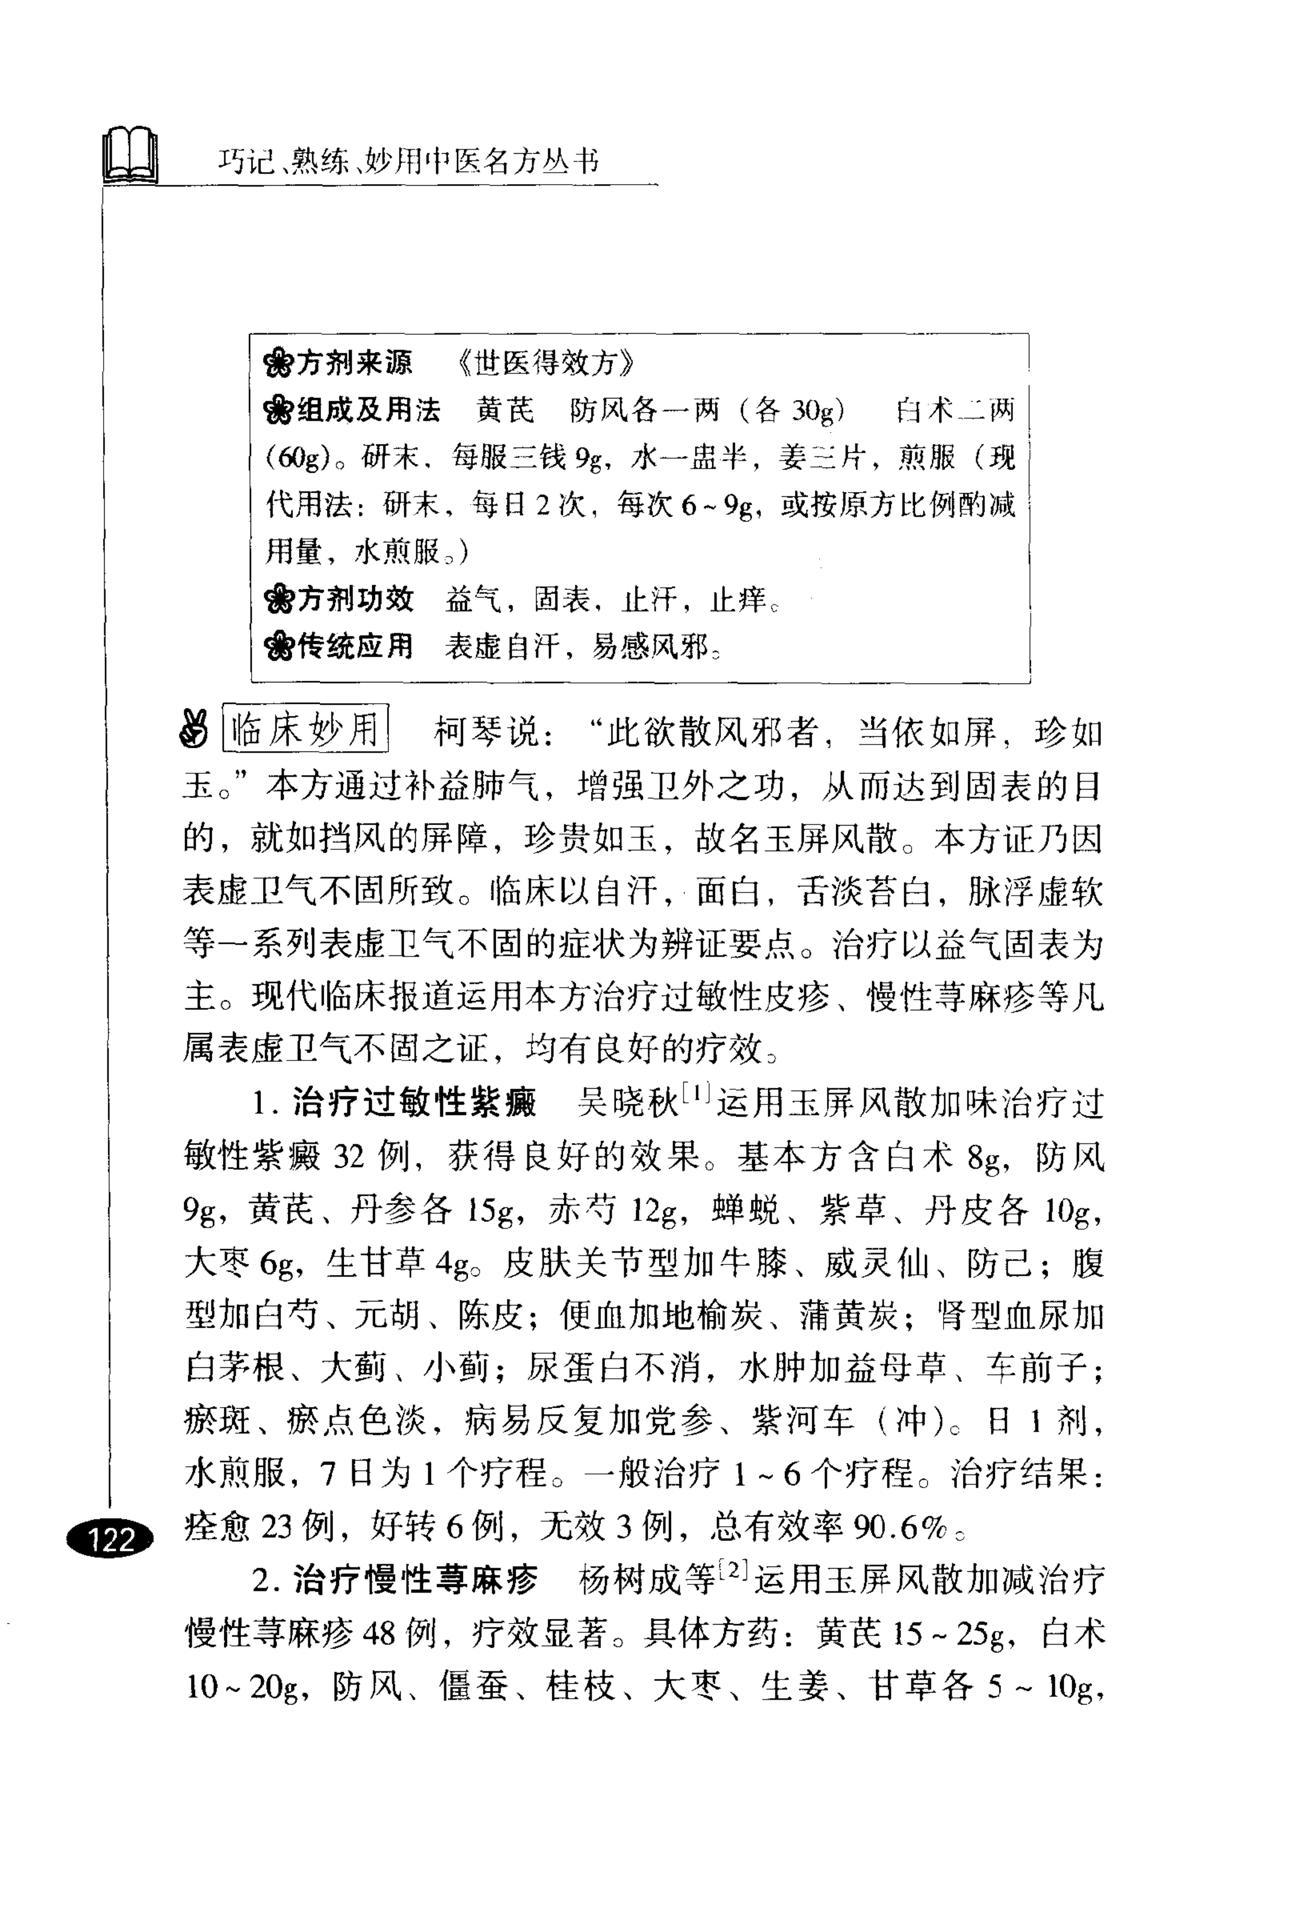 巧记、熟练、妙用中医名方丛书
方剂来源 《世医得效方》
组成及用法 黄芪 防风各一两（各 30g） 白术二两
(60g)。研末，每服三钱 9g，水一盅半，姜三片，煎服（现
代用法：研末，每日 2 次，每次 6～9g，或按原方比例酌减
用量，水煎服。）
方剂功效 益气，固表，止汗，止痒。
传统应用 表虚自汗，易感风邪。
临床妙用 柯琴说：“此欲散风邪者，当依如屏，珍如
玉。”本方通过补益肺气，增强卫外之功，从而达到固表的目
的，就如挡风的屏障，珍贵如玉，故名玉屏风散。本方证乃因
表虚卫气不固所致。临床以自汗，面白，舌淡苔白，脉浮虚软
等一系列表虚卫气不固的症状为辨证要点。治疗以益气固表为
主。现代临床报道运用本方治疗过敏性皮疹、慢性荨麻疹等凡
属表虚卫气不固之证，均有良好的疗效。
1. 治疗过敏性紫癜 吴晓秋[1]运用玉屏风散加味治疗过
敏性紫癜 32 例，获得良好的效果。基本方含白术 8g，防风
9g，黄芪、丹参各 15g，赤芍 12g，蝉蜕、紫草、丹皮各 10g，
大枣 6g，生甘草 4g。皮肤关节型加牛膝、威灵仙、防己；腹
型加白芍、元胡、陈皮；便血加地榆炭、蒲黄炭；肾型血尿加
白茅根、大蓟、小蓟；尿蛋白不消，水肿加益母草、车前子；
瘀斑、瘀点色淡，病易反复加党参、紫河车（冲）。日 1 剂，
水煎服，7 日为 1 个疗程。一般治疗 1～6 个疗程。治疗结果：
痊愈 23 例，好转 6 例，无效 3 例，总有效率 90.6%。
122
2. 治疗慢性荨麻疹 杨树成等[2]运用玉屏风散加减治疗
慢性荨麻疹 48 例，疗效显著。具体方药：黄芪 15～25g，白术
10～20g，防风、僵蚕、桂枝、大枣、生姜、甘草各 5～10g，